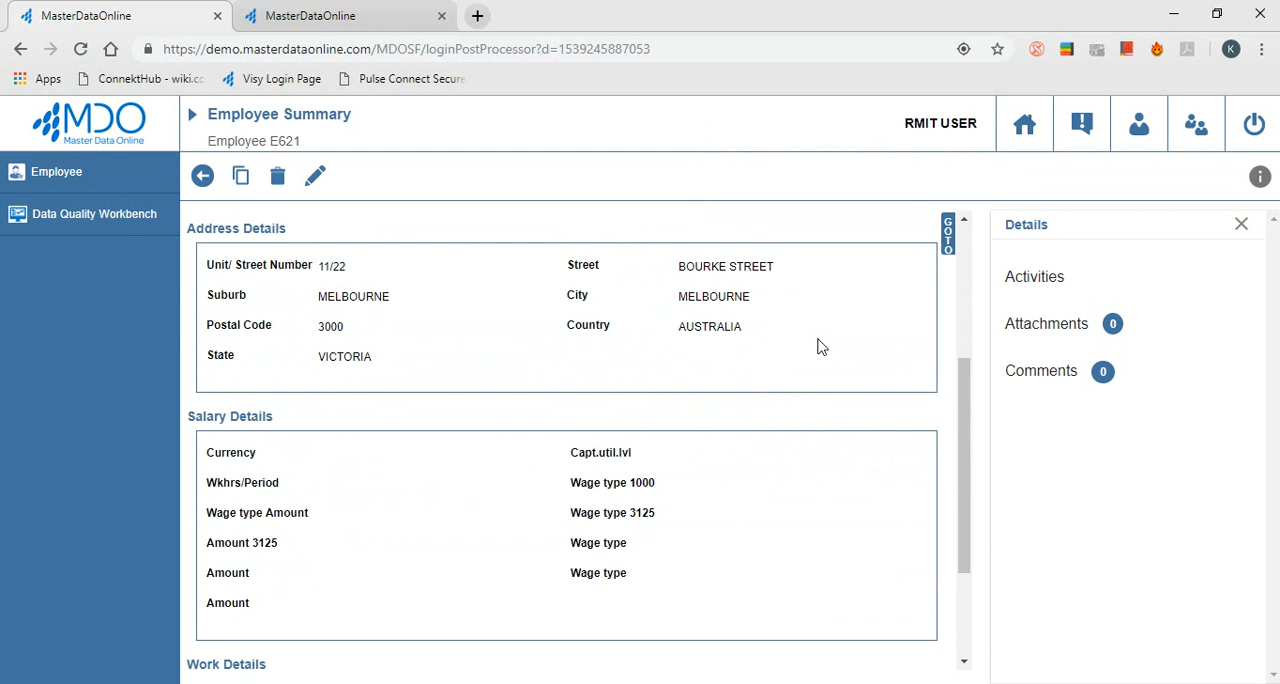 MasterDataOnline
MasterDataOnline
https://demo.masterdataonline.com/MDOSF/loginPostProcessor?d=1539245887053
K
Apps
ConnektHub - wiki.cc
Visy Login Page
Pulse Connect Secure
MDO
Master Data Online
Employee Summary
Employee E621
RMIT USER
Employee
Data Quality Workbench
Address Details
Unit/ Street Number 11/22
Street BOURKE STREET
Suburb MELBOURNE
City MELBOURNE
Postal Code 3000
Country AUSTRALIA
State VICTORIA
GOTO
Details
Activities
Attachments 0
Comments 0
Salary Details
Currency
Capt.util.lvl
Wkhrs/Period
Wage type 1000
Wage type Amount
Wage type 3125
Amount 3125
Wage type
Amount
Wage type
Amount
Work Details